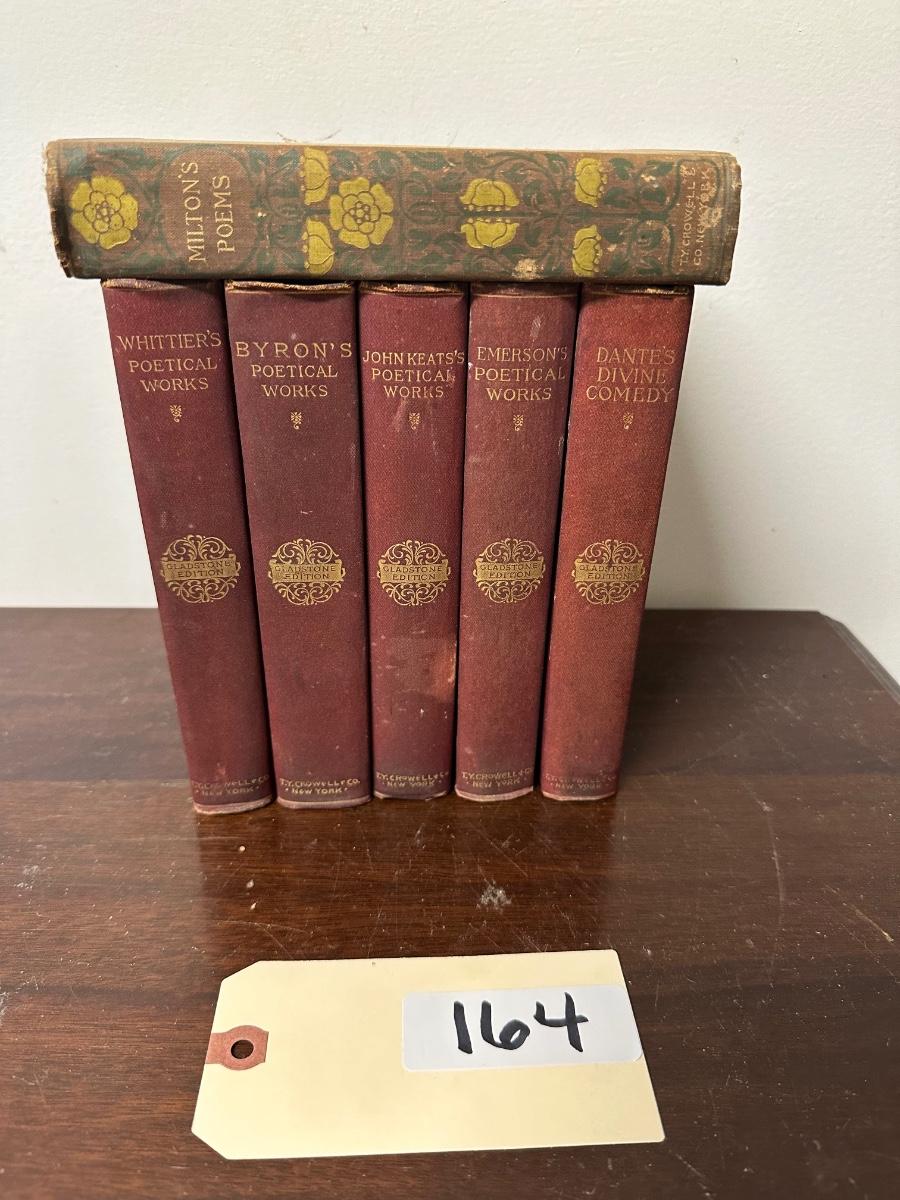 MILTON'S
POEMS
T.Y. CROWELL &
CO. NEW YORK
WHITTIER'S
POETICAL
WORKS
GLADSTONE
EDITION
T.Y. CROWELL & CO.
NEW YORK
BYRON'S
POETICAL
WORKS
GLADSTONE
EDITION
T.Y. CROWELL & CO.
• NEW YORK •
JOHN KEATS'S
POETICAL
WORKS
GLADSTONE
EDITION
T.Y. CROWELL & CO.
• NEW YORK •
EMERSON'S
POETICAL
WORKS
GLADSTONE
EDITION
T.Y. CROWELL & CO.
• NEW YORK •
DANTE'S
DIVINE
COMEDY
GLADSTONE
EDITION
T.Y. CROWELL & CO.
• NEW YORK •
164